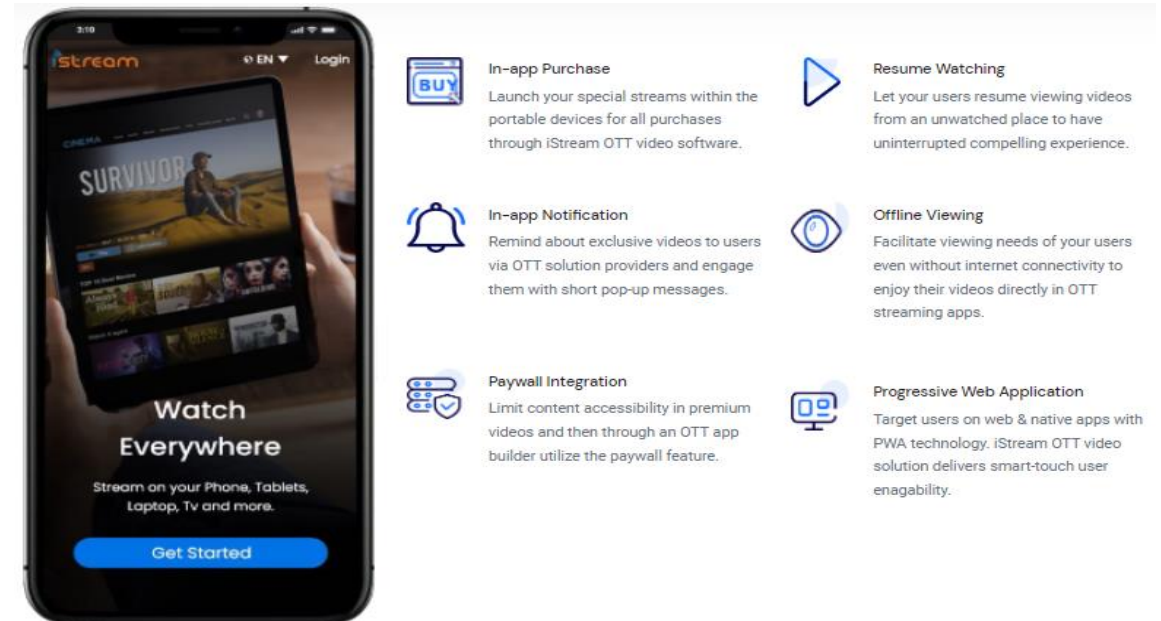 3:10
istream
EN
Login
CINEMA
SURVIVOR
Watch
Everywhere
Stream on your Phone, Tablets,
Laptop, Tv and more.
Get Started
BUY
In-app Purchase
Launch your special streams within the
portable devices for all purchases
through iStream OTT video software.
Resume Watching
Let your users resume viewing videos
from an unwatched place to have
uninterrupted compelling experience.
In-app Notification
Remind about exclusive videos to users
via OTT solution providers and engage
them with short pop-up messages.
Offline Viewing
Facilitate viewing needs of your users
even without internet connectivity to
enjoy their videos directly in OTT
streaming apps.
Paywall Integration
Limit content accessibility in premium
videos and then through an OTT app
builder utilize the paywall feature.
Progressive Web Application
Target users on web & native apps with
PWA technology. iStream OTT video
solution delivers smart-touch user
enagability.